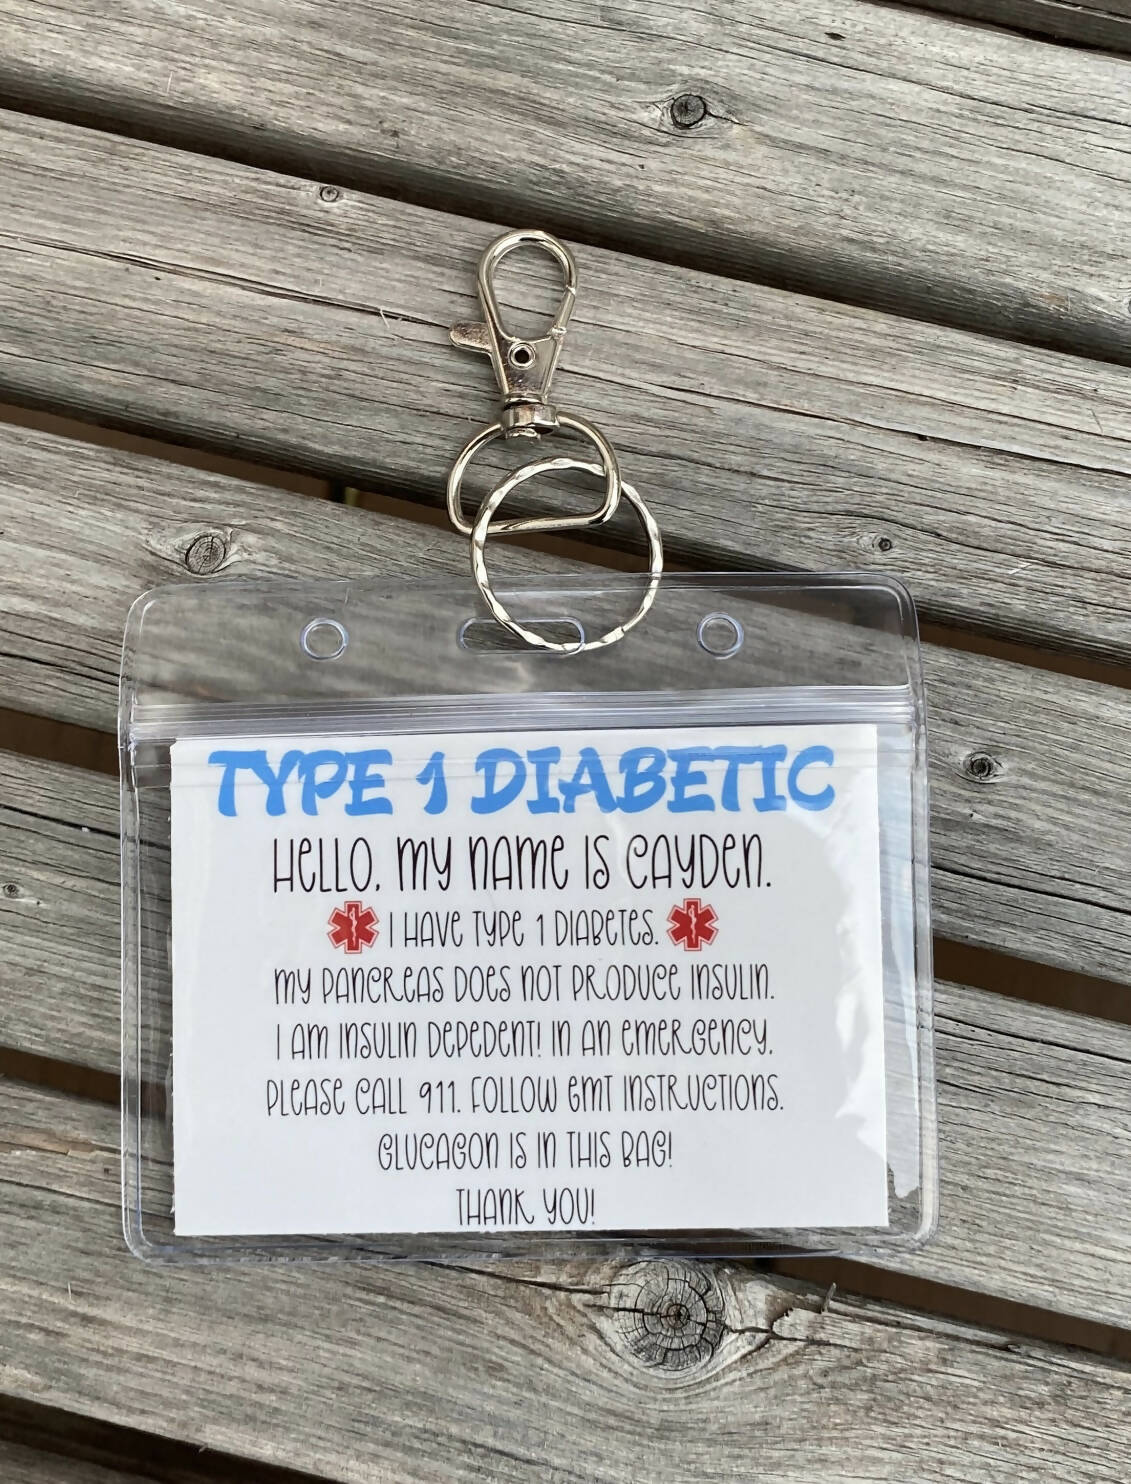 TYPE 1 DIABETIC
HELLO, MY NAME IS CAYDEN.
I HAVE TYPE 1 DIABETES.
MY PANCREAS DOES NOT PRODUCE INSULIN.
I AM INSULIN DEPEDENT! IN AN EMERGENCY,
PLEASE CALL 911. FOLLOW EMT INSTRUCTIONS.
GLUCAGON IS IN THIS BAG!
THANK YOU!